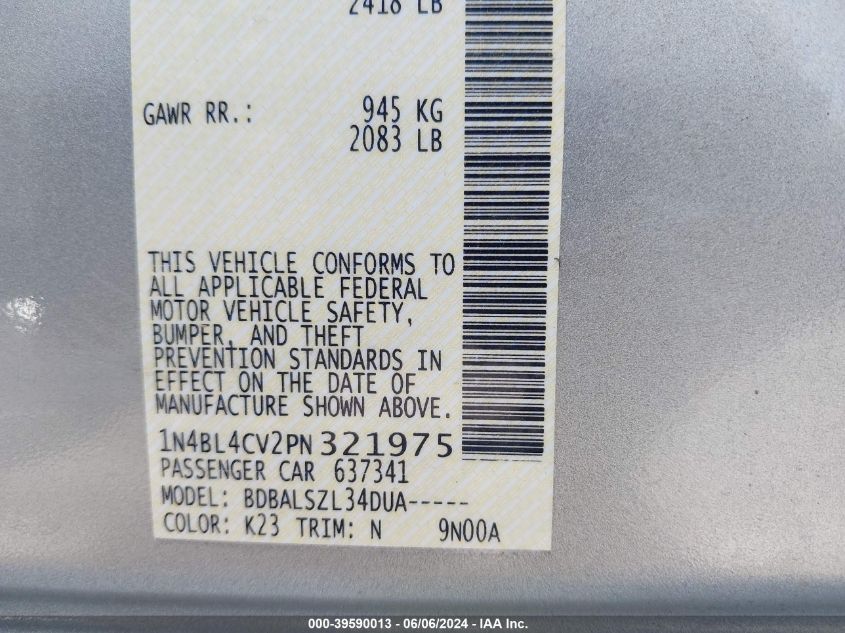 2418 LB
GAWR RR.: 945 KG
2083 LB
THIS VEHICLE CONFORMS TO
ALL APPLICABLE FEDERAL
MOTOR VEHICLE SAFETY,
BUMPER, AND THEFT
PREVENTION STANDARDS IN
EFFECT ON THE DATE OF
MANUFACTURE SHOWN ABOVE.
1N4BL4CV2PN321975
PASSENGER CAR 637341
MODEL: BDBALSZL34DUA-----
COLOR: K23 TRIM: N 9N00A
000-39590013 - 06/06/2024 - IAA Inc.